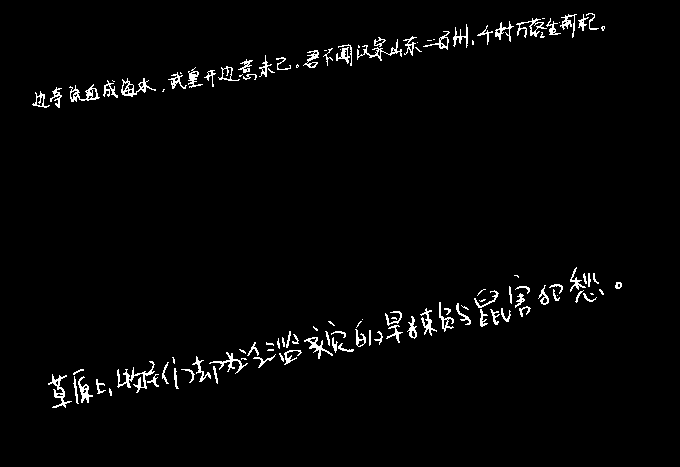 边亭流血成海水，武皇开边意未已。君不闻汉家山东二百州，千村万落生荆杞。
草原上，牧民们却为泛滥成灾的旱獭与鼠害犯愁。